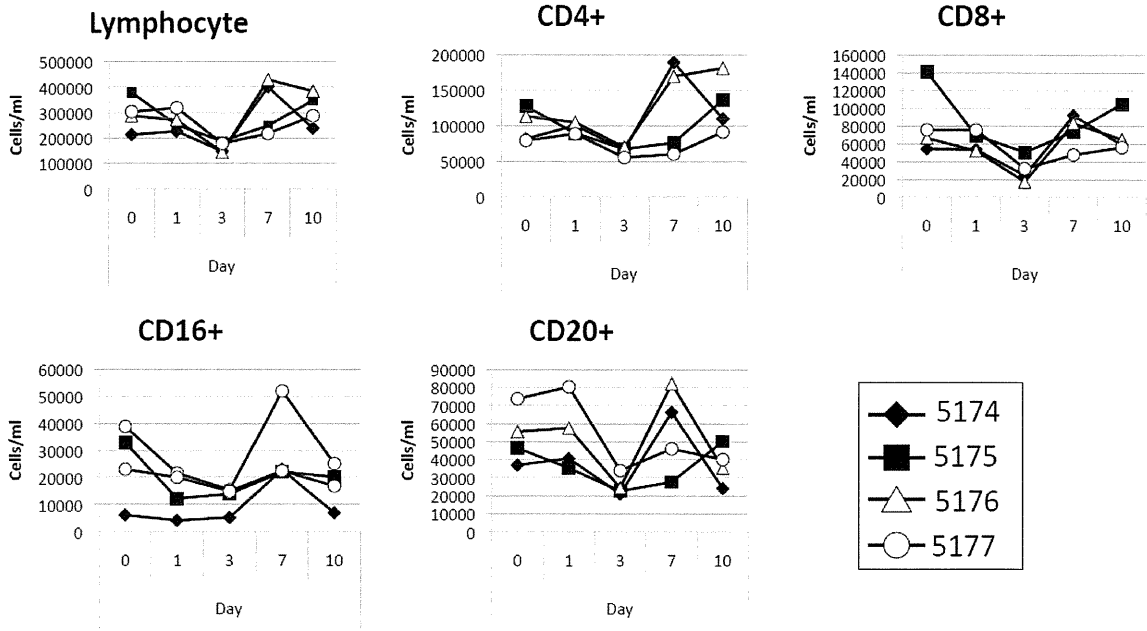 Lymphocyte
CD4+
CD8+
500000
400000
300000
200000
100000
0
Cells/ml
0 1 3 7 10
Day
200000
150000
100000
50000
0
Cells/ml
0 1 3 7 10
Day
160000
140000
120000
100000
80000
60000
40000
20000
0
Cells/ml
0 1 3 7 10
Day
CD16+
CD20+
60000
50000
40000
30000
20000
10000
0
Cells/ml
0 1 3 7 10
Day
90000
80000
70000
60000
50000
40000
30000
20000
10000
0
Cells/ml
0 1 3 7 10
Day
5174
5175
5176
5177